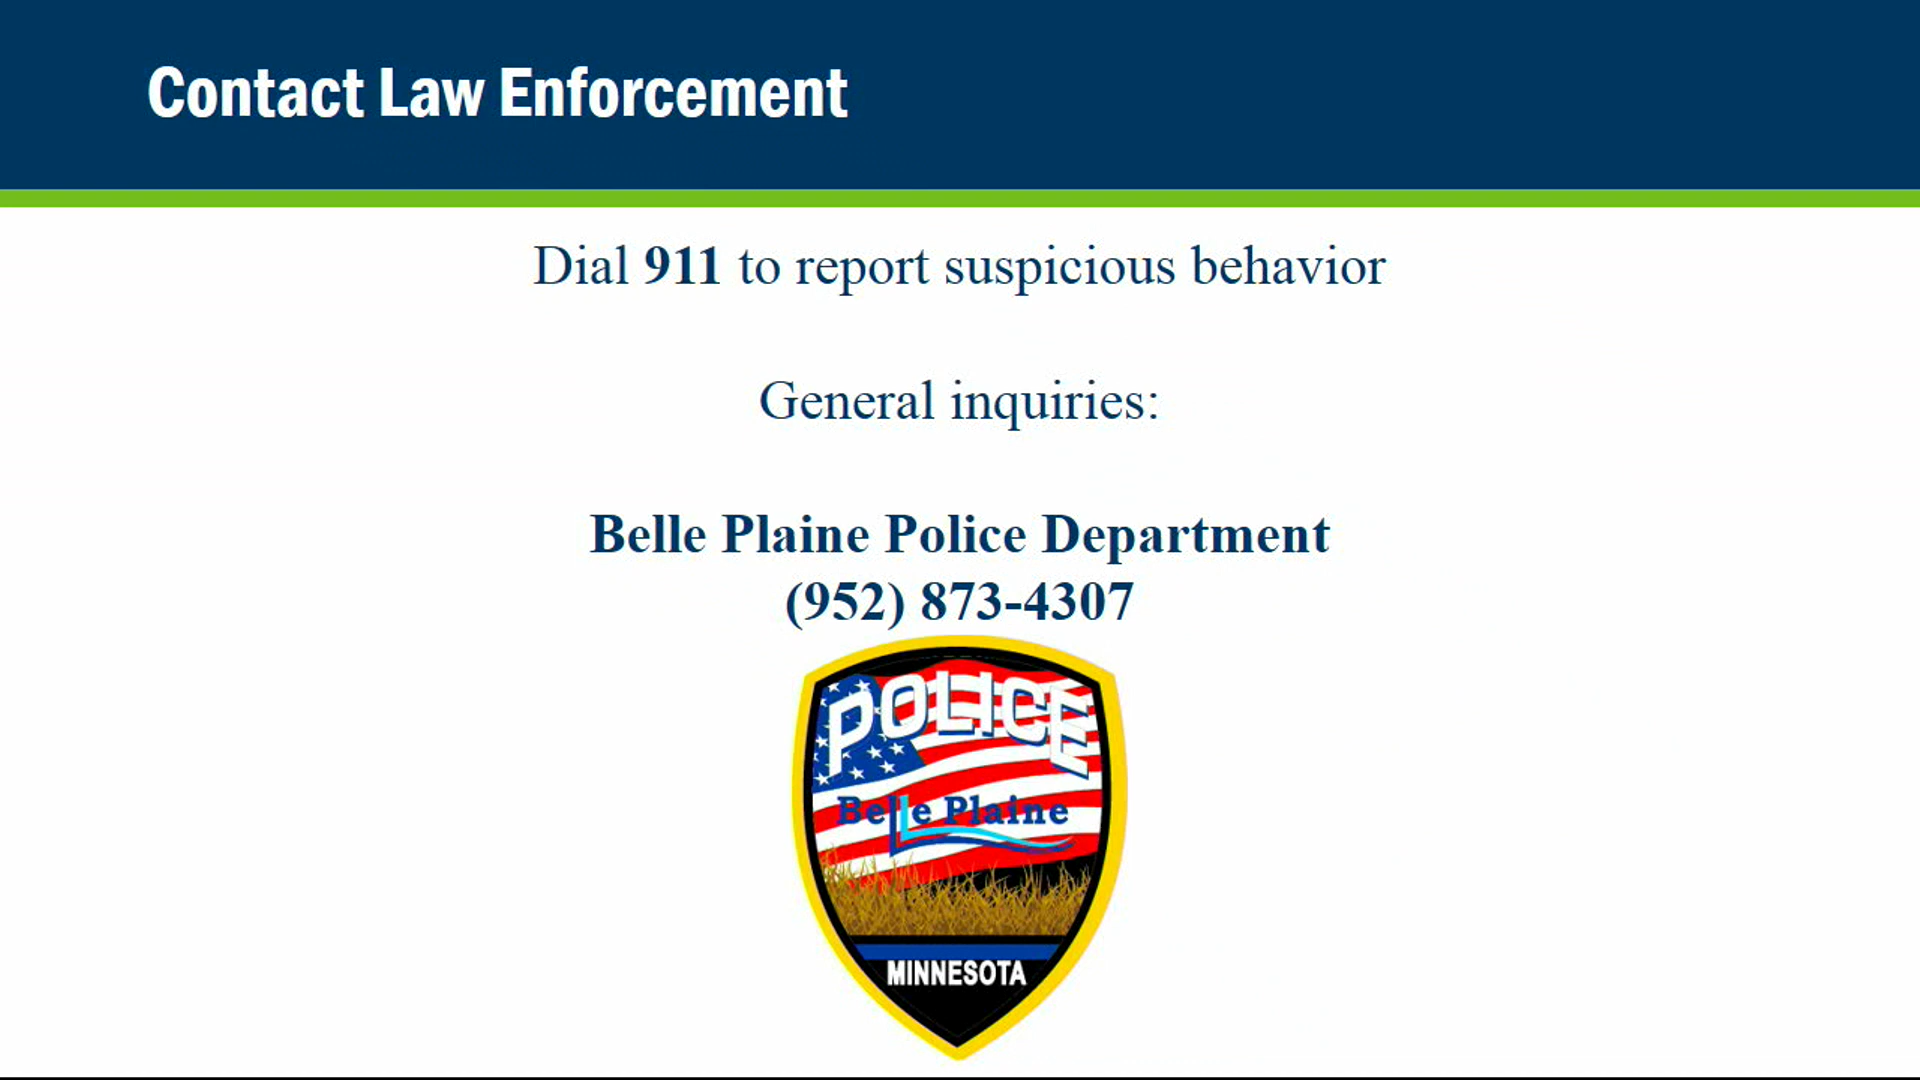 Contact Law Enforcement
Dial 911 to report suspicious behavior
General inquiries:
Belle Plaine Police Department
(952) 873-4307
POLICE
Belle Plaine
MINNESOTA